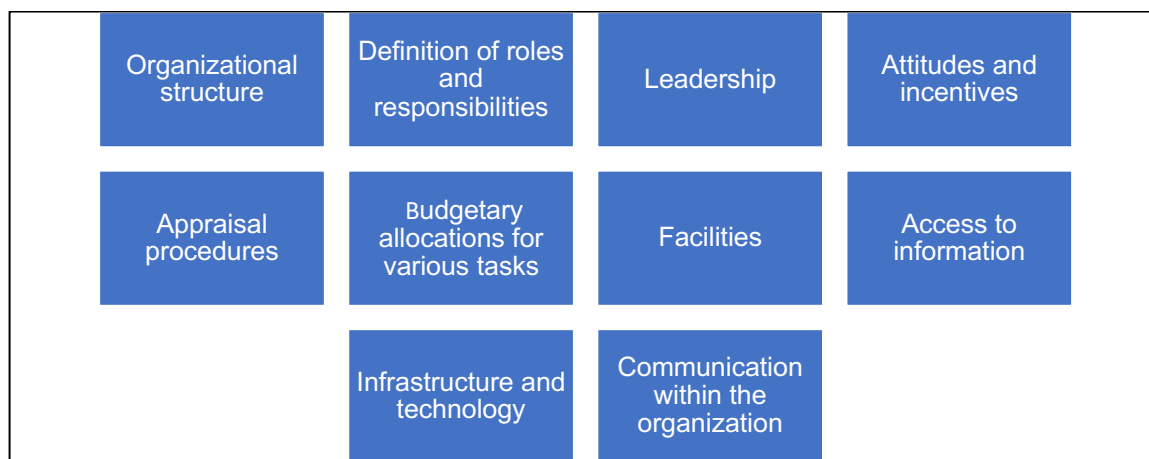 Organizational
structure
Definition of roles
and
responsibilities
Leadership
Attitudes and
incentives
Appraisal
procedures
Budgetary
allocations for
various tasks
Facilities
Access to
information
Infrastructure and
technology
Communication
within the
organization